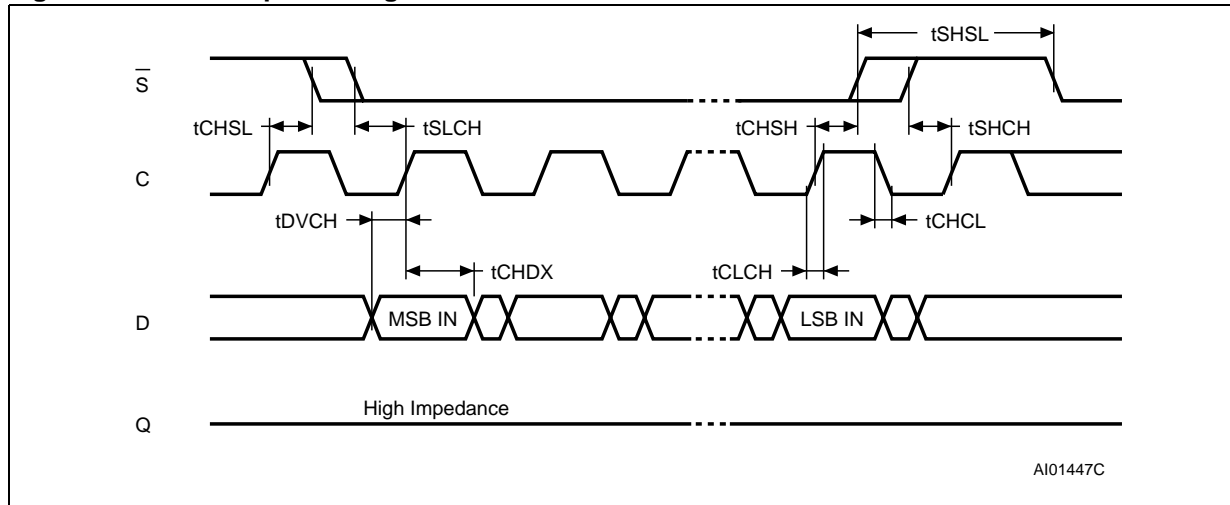 tSHSL
S
tCHSL
tSLCH
tCHSH
tSHCH
C
tDVCH
tCHCL
tCHDX
tCLCH
D
MSB IN
LSB IN
High Impedance
Q
AI01447C